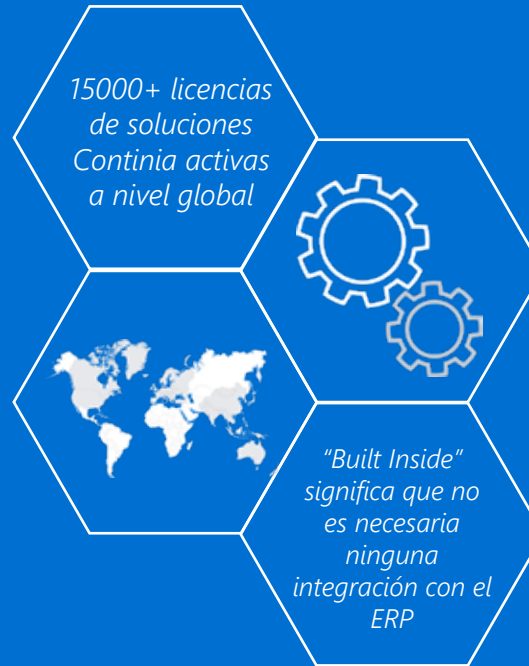 15000+ licencias
de soluciones
Continia activas
a nivel global
“Built Inside”
significa que no
es necesaria
ninguna
integración con el
ERP